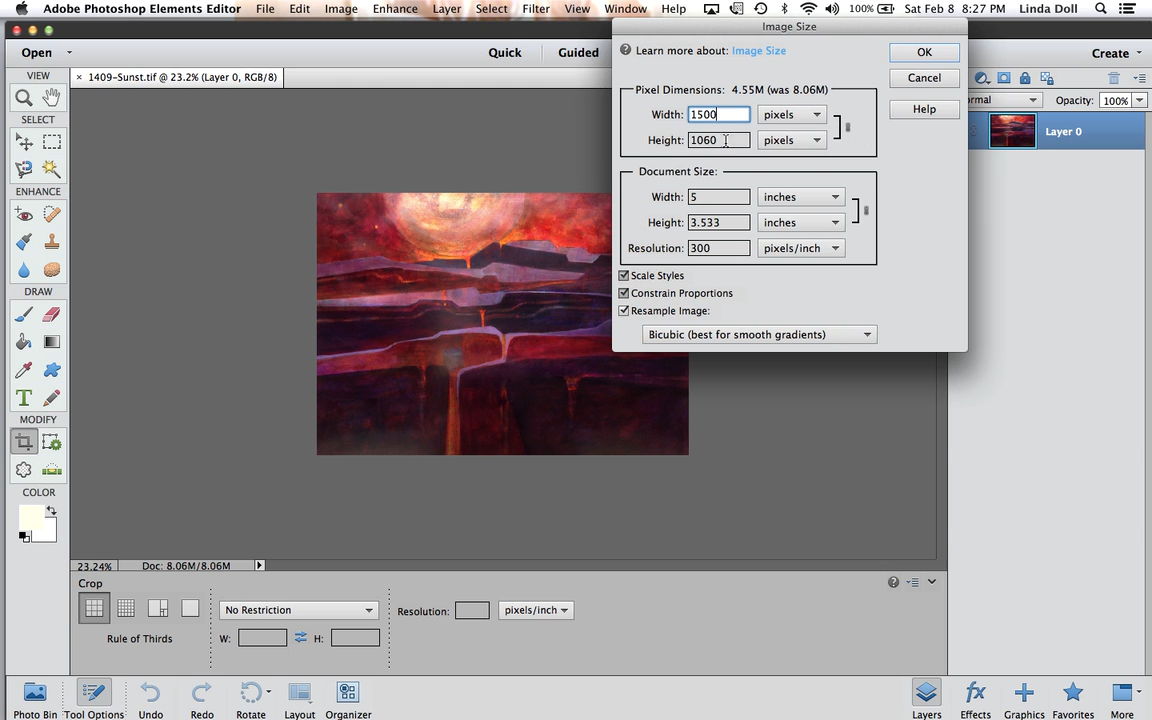 Adobe Photoshop Elements Editor File Edit Image Enhance Layer Select Filter View Window Help 100% Sat Feb 8 8:27 PM Linda Doll
Image Size
Open Quick Guided Create
Learn more about: Image Size
OK
Cancel
Help
Pixel Dimensions: 4.55M (was 8.06M)
Width: 1500 pixels
Height: 1060 pixels
Document Size:
Width: 5 inches
Height: 3.533 inches
Resolution: 300 pixels/inch
Scale Styles
Constrain Proportions
Resample Image:
Bicubic (best for smooth gradients)
× 1409-Sunst.tif @ 23.2% (Layer 0, RGB/8)
rmal Opacity: 100%
Layer 0
VIEW
SELECT
ENHANCE
DRAW
T
MODIFY
COLOR
23.24% Doc: 8.06M/8.06M
Crop
No Restriction
Resolution: pixels/inch
Rule of Thirds
W: H:
Photo Bin Tool Options Undo Redo Rotate Layout Organizer
fx
Layers Effects Graphics Favorites More